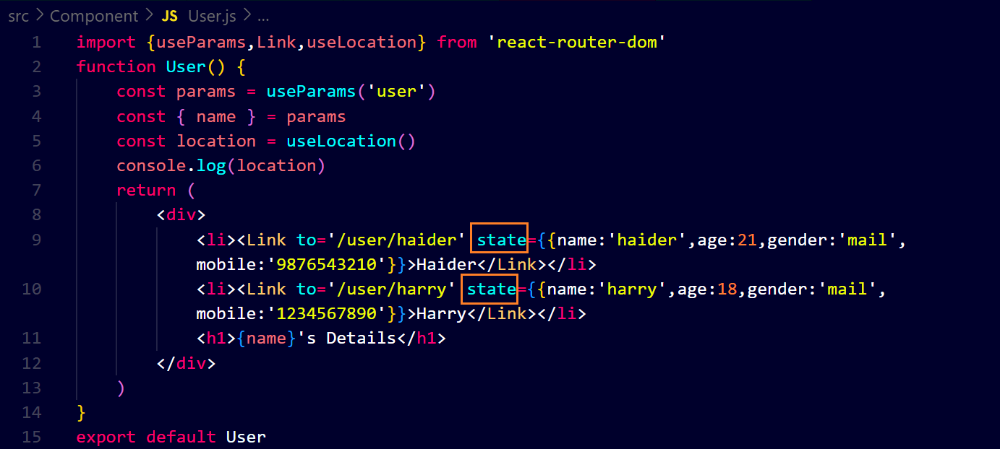 src > Component > JS User.js > ...
1 import {useParams,Link,useLocation} from 'react-router-dom'
2 function User() {
3     const params = useParams('user')
4     const { name } = params
5     const location = useLocation()
6     console.log(location)
7     return (
8         <div>
9             <li><Link to='/user/haider' state={{name:'haider',age:21,gender:'mail',
            mobile:'9876543210'}}>Haider</Link></li>
10             <li><Link to='/user/harry' state={{name:'harry',age:18,gender:'mail',
            mobile:'1234567890'}}>Harry</Link></li>
11             <h1>{name}'s Details</h1>
12         </div>
13     )
14 }
15 export default User